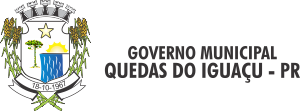 GOVERNO MUNICIPAL
QUEDAS DO IGUAÇU - PR
18-10-1967